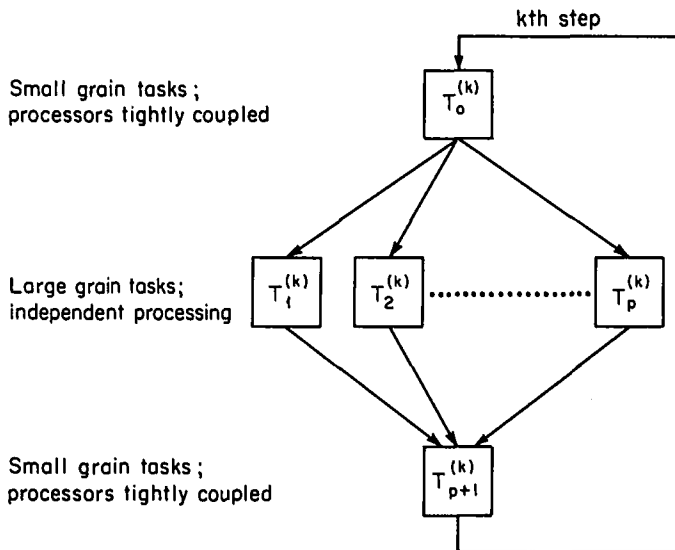 kth step
Small grain tasks;
processors tightly coupled
T₀⁽ᵏ⁾
Large grain tasks;
independent processing
T₁⁽ᵏ⁾ T₂⁽ᵏ⁾ Tₚ⁽ᵏ⁾
Small grain tasks;
processors tightly coupled
Tₚ₊₁⁽ᵏ⁾